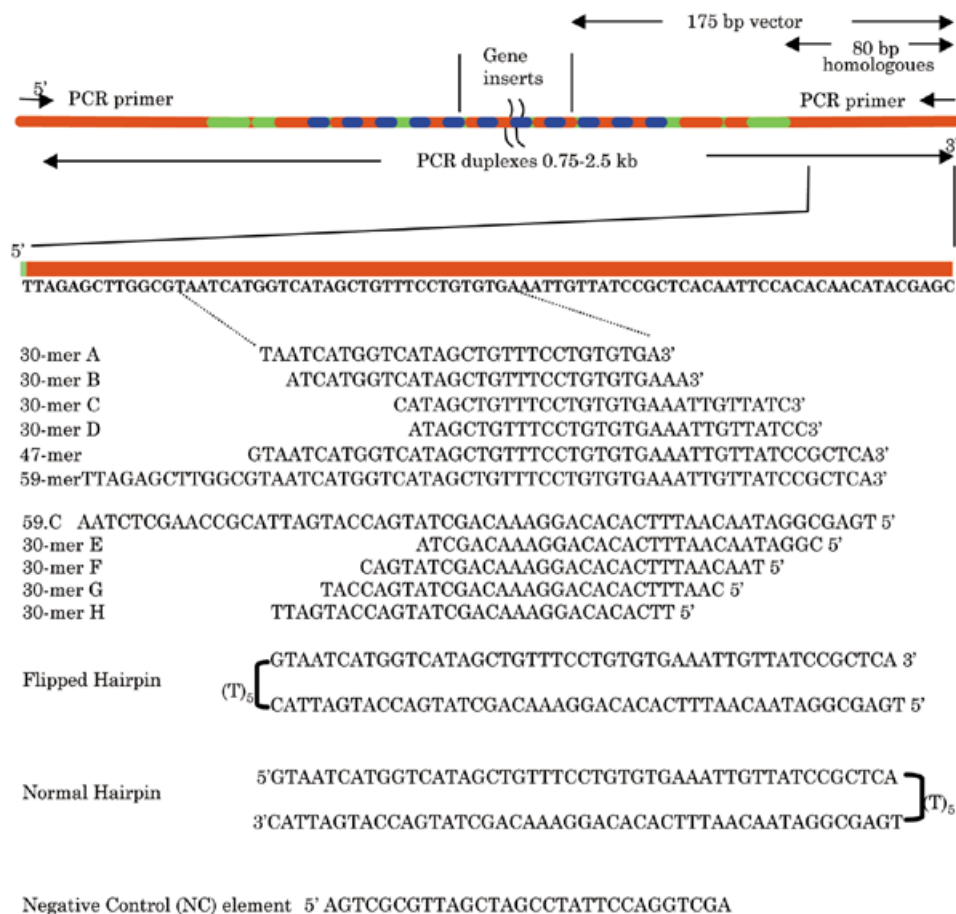 175 bp vector
80 bp
homologoues
Gene
inserts
5’
PCR primer
PCR primer
PCR duplexes 0.75-2.5 kb
3’
5’
TTAGAGCTTGGCGTAATCATGGTCATAGCTGTTTCCTGTGTGAAATTGTTATCCGCTCACAATTCCACACAACATACGAGC
30-mer A TAATCATGGTCATAGCTGTTTCCTGTGTGA3’
30-mer B ATCATGGTCATAGCTGTTTCCTGTGTGAAA3’
30-mer C CATAGCTGTTTCCTGTGTGAAATTGTTATC3’
30-mer D ATAGCTGTTTCCTGTGTGAAATTGTTATCC3’
47-mer GTAATCATGGTCATAGCTGTTTCCTGTGTGAAATTGTTATCCGCTCA3’
59-merTTAGAGCTTGGCGTAATCATGGTCATAGCTGTTTCCTGTGTGAAATTGTTATCCGCTCA3’
59.C AATCTCGAACCGCATTAGTACCAGTATCGACAAAGGACACACTTTAACAATAGGCGAGT 5’
30-mer E ATCGACAAAGGACACACTTTAACAATAGGC 5’
30-mer F CAGTATCGACAAAGGACACACTTTAACAAT 5’
30-mer G TACCAGTATCGACAAAGGACACACTTTAAC 5’
30-mer H TTAGTACCAGTATCGACAAAGGACACACTT 5’
GTAATCATGGTCATAGCTGTTTCCTGTGTGAAATTGTTATCCGCTCA 3’
Flipped Hairpin (T)5
CATTAGTACCAGTATCGACAAAGGACACACTTTAACAATAGGCGAGT 5’
5’GTAATCATGGTCATAGCTGTTTCCTGTGTGAAATTGTTATCCGCTCA
Normal Hairpin (T)5
3’CATTAGTACCAGTATCGACAAAGGACACACTTTAACAATAGGCGAGT
Negative Control (NC) element 5’ AGTCGCGTTAGCTAGCCTATTCCAGGTCGA